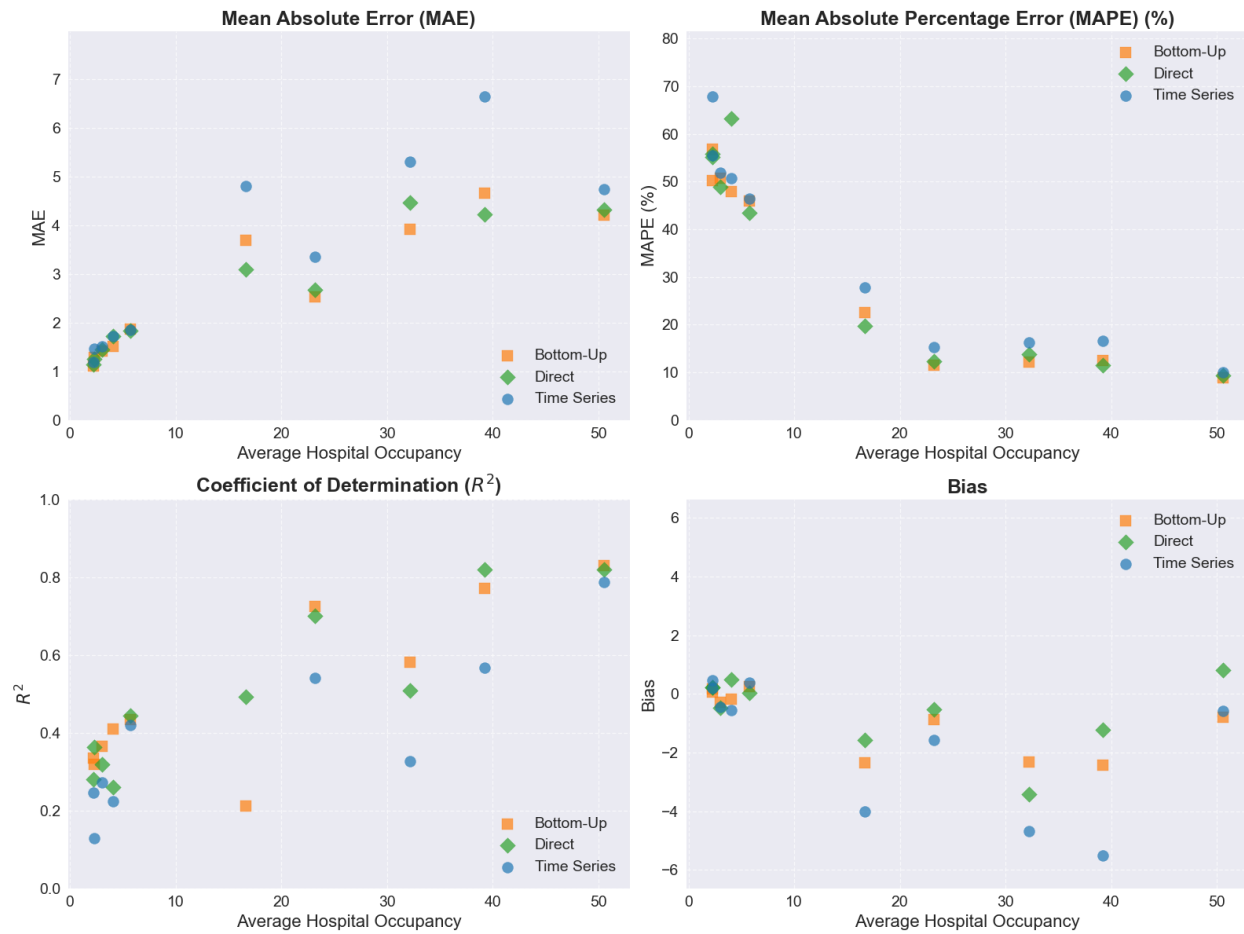 Mean Absolute Error (MAE)
MAE
7
6
5
4
3
2
1
0
0 10 20 30 40 50
Average Hospital Occupancy
Bottom-Up
Direct
Time Series
Mean Absolute Percentage Error (MAPE) (%)
MAPE (%)
80
70
60
50
40
30
20
10
0
0 10 20 30 40 50
Average Hospital Occupancy
Bottom-Up
Direct
Time Series
Coefficient of Determination (R²)
R²
1.0
0.8
0.6
0.4
0.2
0.0
0 10 20 30 40 50
Average Hospital Occupancy
Bottom-Up
Direct
Time Series
Bias
Bias
6
4
2
0
−2
−4
−6
0 10 20 30 40 50
Average Hospital Occupancy
Bottom-Up
Direct
Time Series